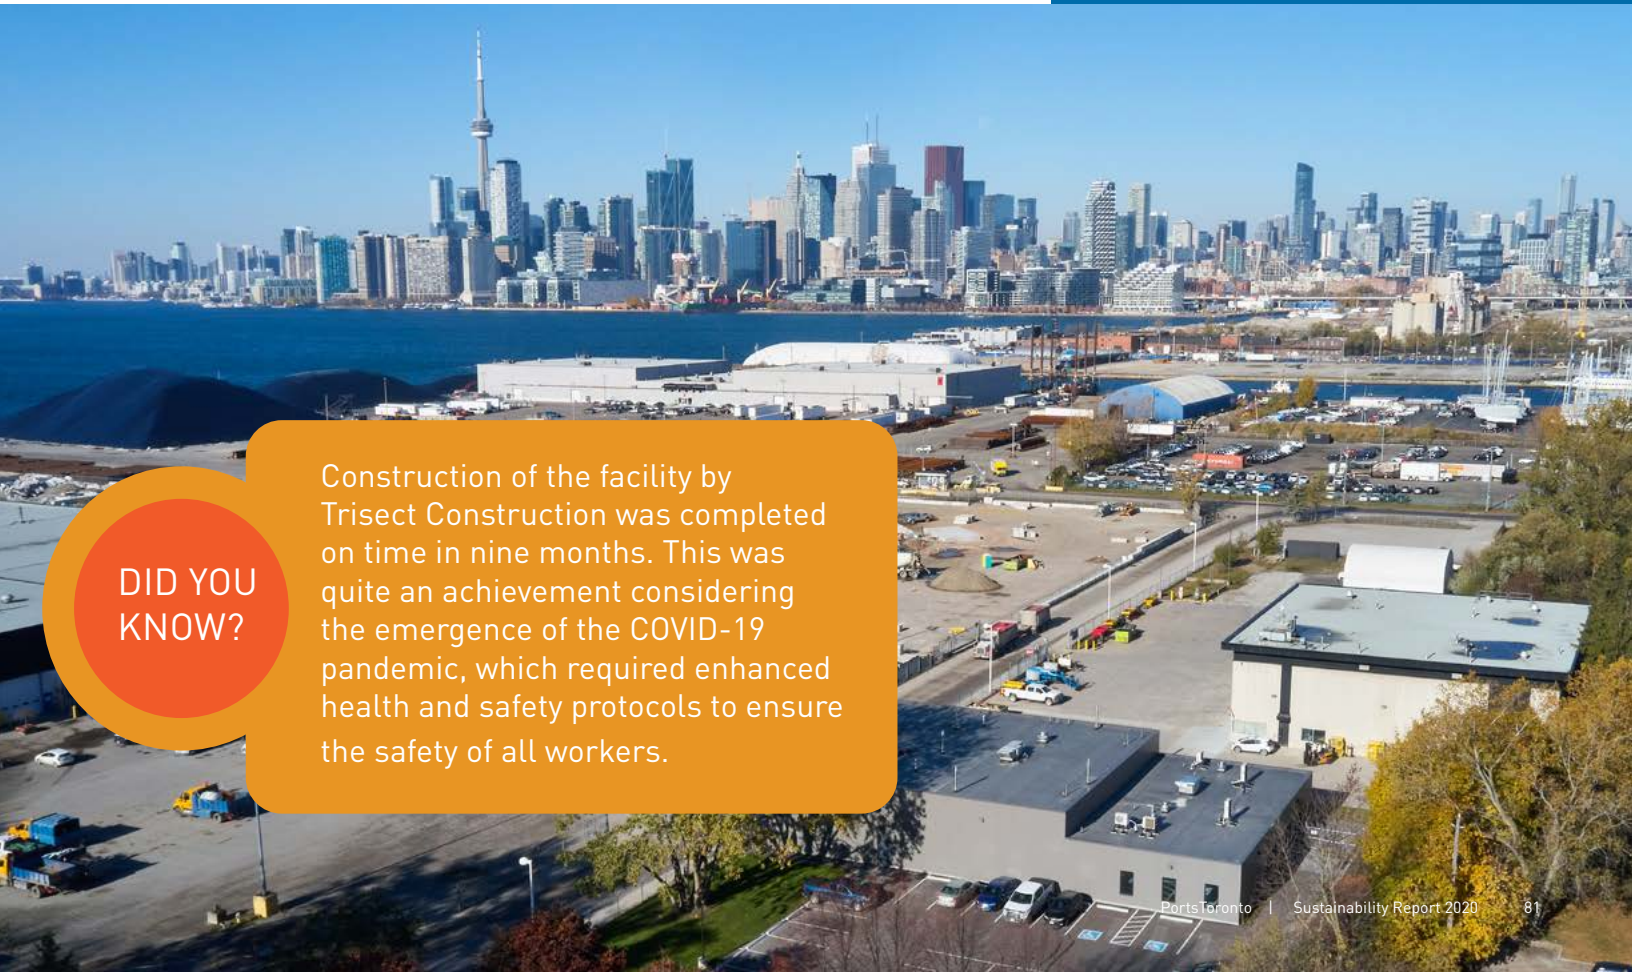 DID YOU
KNOW?
Construction of the facility by
Trisect Construction was completed
on time in nine months. This was
quite an achievement considering
the emergence of the COVID-19
pandemic, which required enhanced
health and safety protocols to ensure
the safety of all workers.
PortsToronto | Sustainability Report 2020 81